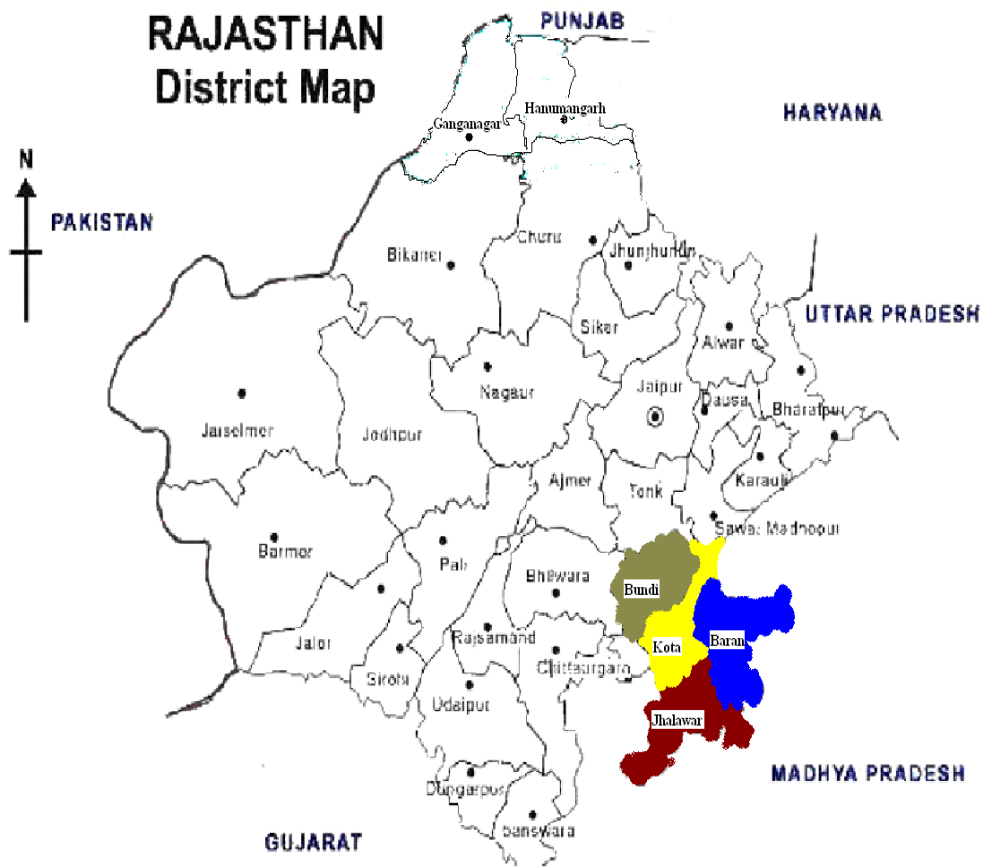 RAJASTHAN
District Map
PUNJAB
HARYANA
N
PAKISTAN
UTTAR PRADESH
Ganganagar
Hanumangarh
Bikaner
Churu
Jhunjhunun
Sikar
Alwar
Nagaur
Jaipur
Dausa
Bharatpur
Jaiselmer
Jodhpur
Ajmer
Tonk
Karauli
Sawai Madhopur
Barmer
Pali
Bhilwara
Bundi
Jalor
Rajsamand
Kota
Baran
Sirohi
Chittaurgarh
Udaipur
Jhalawar
Dungarpur
Banswara
MADHYA PRADESH
GUJARAT